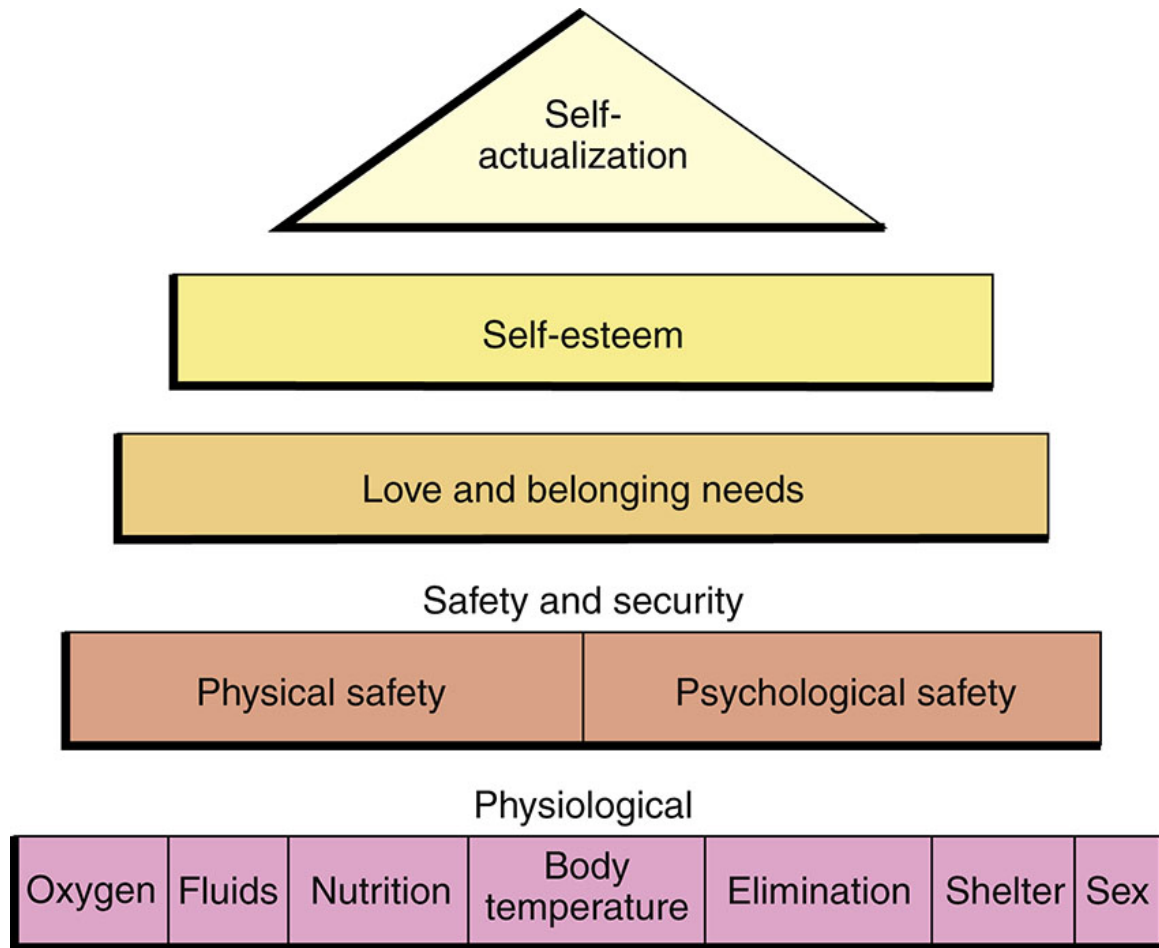 Self-
actualization
Self-esteem
Love and belonging needs
Safety and security
Physical safety
Psychological safety
Physiological
Oxygen
Fluids
Nutrition
Body
temperature
Elimination
Shelter
Sex